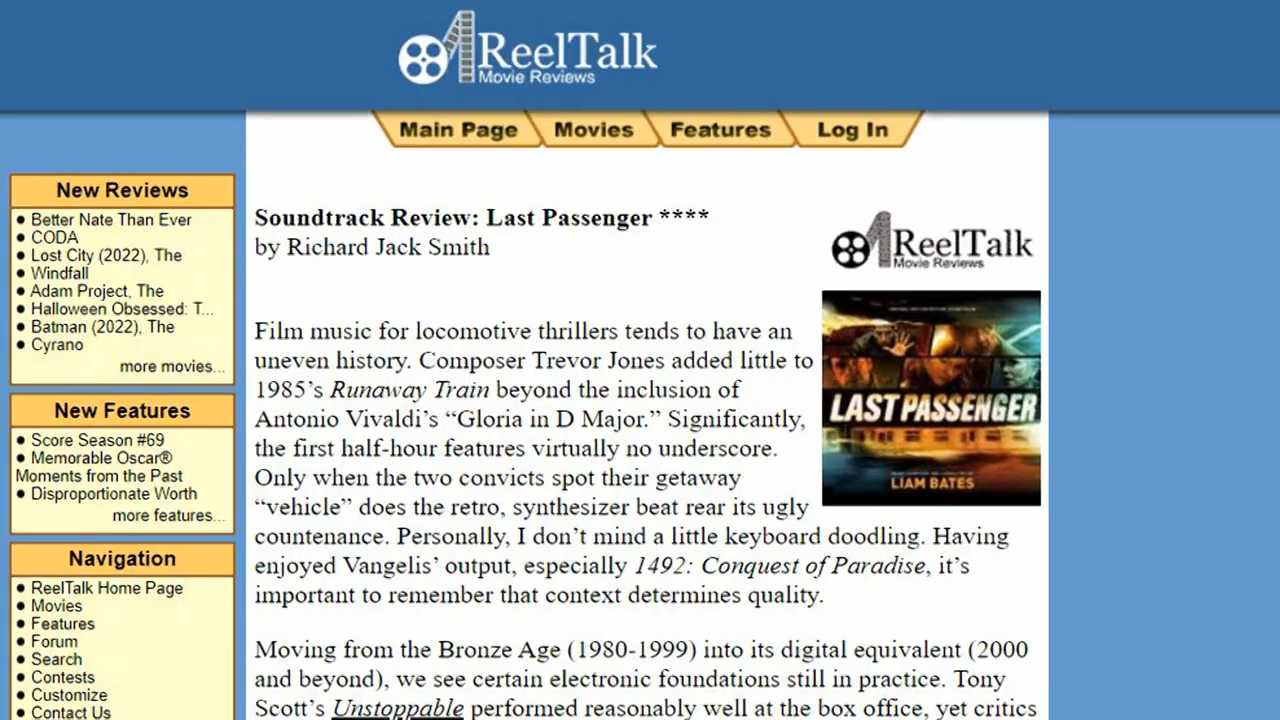 ReelTalk
Movie Reviews
Main Page
Movies
Features
Log In
New Reviews
Better Nate Than Ever
CODA
Lost City (2022), The
Windfall
Adam Project, The
Halloween Obsessed: T...
Batman (2022), The
Cyrano
more movies...
New Features
Score Season #69
Memorable Oscar®
Moments from the Past
Disproportionate Worth
more features...
Navigation
ReelTalk Home Page
Movies
Features
Forum
Search
Contests
Customize
Contact Us
Soundtrack Review: Last Passenger ****
by Richard Jack Smith
ReelTalk
Movie Reviews
LAST PASSENGER
LIAM BATES
Film music for locomotive thrillers tends to have an
uneven history. Composer Trevor Jones added little to
1985’s Runaway Train beyond the inclusion of
Antonio Vivaldi’s “Gloria in D Major.” Significantly,
the first half-hour features virtually no underscore.
Only when the two convicts spot their getaway
“vehicle” does the retro, synthesizer beat rear its ugly
countenance. Personally, I don’t mind a little keyboard doodling. Having
enjoyed Vangelis’ output, especially 1492: Conquest of Paradise, it’s
important to remember that context determines quality.
Moving from the Bronze Age (1980-1999) into its digital equivalent (2000
and beyond), we see certain electronic foundations still in practice. Tony
Scott’s Unstoppable performed reasonably well at the box office, yet critics